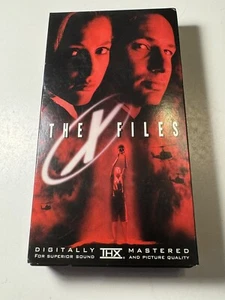 THE X FILES
DIGITALLY THX MASTERED
FOR SUPERIOR SOUND AND PICTURE QUALITY